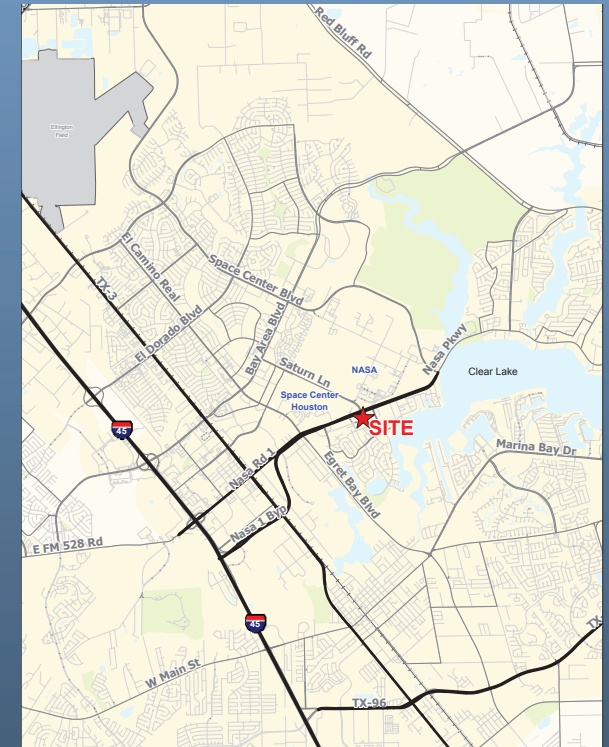 Red Bluff Rd
Ellington
Field
El Camino Real
Space Center Blvd
TX-3
El Dorado Blvd
Bay Area Blvd
Nasa Pkwy
Saturn Ln
NASA
Clear Lake
Space Center
Houston
SITE
45
Marina Bay Dr
Nasa Rd 1
Egret Bay Blvd
Nasa 1 Byp
E FM 528 Rd
45
TX-
W Main St
TX-96